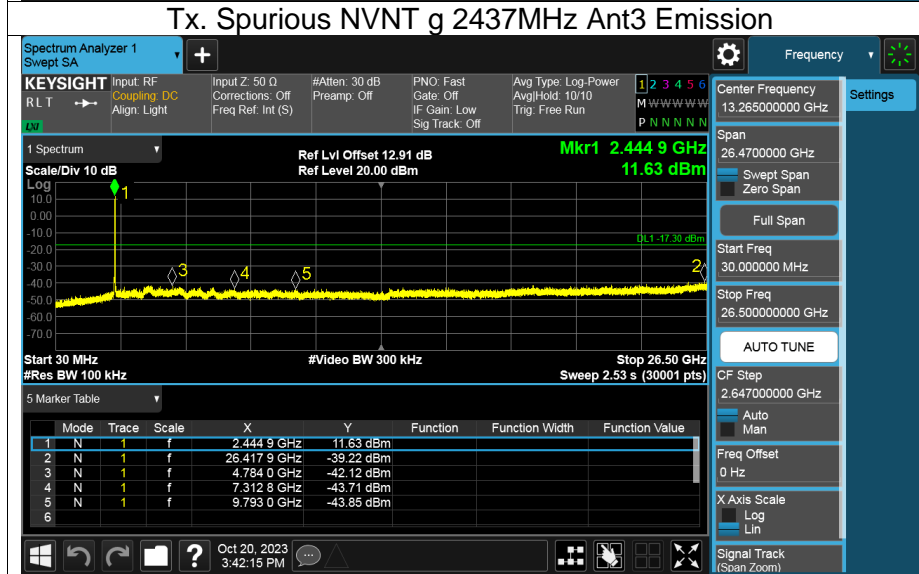 Tx. Spurious NVNT g 2437MHz Ant3 Emission
Spectrum Analyzer 1
Swept SA
+
Frequency
KEYSIGHT Input: RF Input Z: 50 Ω #Atten: 30 dB PNO: Fast Avg Type: Log-Power 1 2 3 4 5 6
RLT Coupling: DC Corrections: Off Preamp: Off Gate: Off Avg|Hold: 10/10 M W W W W W
Align: Light Freq Ref: Int (S) IF Gain: Low Trig: Free Run
LXI Sig Track: Off P N N N N N
1 Spectrum
Ref Lvl Offset 12.91 dB Mkr1 2.444 9 GHz
Scale/Div 10 dB Ref Level 20.00 dBm 11.63 dBm
Log
10.0
0.00
-10.0
-20.0
-30.0
-40.0
-50.0
-60.0
-70.0
1
DL1 -17.30 dBm
2
3
4
5
Start 30 MHz #Video BW 300 kHz Stop 26.50 GHz
#Res BW 100 kHz Sweep 2.53 s (30001 pts)
5 Marker Table
Mode Trace Scale X Y Function Function Width Function Value
1 N 1 f 2.444 9 GHz 11.63 dBm
2 N 1 f 26.417 9 GHz -39.22 dBm
3 N 1 f 4.784 0 GHz -42.12 dBm
4 N 1 f 7.312 8 GHz -43.71 dBm
5 N 1 f 9.793 0 GHz -43.85 dBm
6
?
Oct 20, 2023
3:42:15 PM
Center Frequency
13.265000000 GHz
Settings
Span
26.4700000 GHz
Swept Span
Zero Span
Full Span
Start Freq
30.000000 MHz
Stop Freq
26.500000000 GHz
AUTO TUNE
CF Step
2.647000000 GHz
Auto
Man
Freq Offset
0 Hz
X Axis Scale
Log
Lin
Signal Track
(Span Zoom)